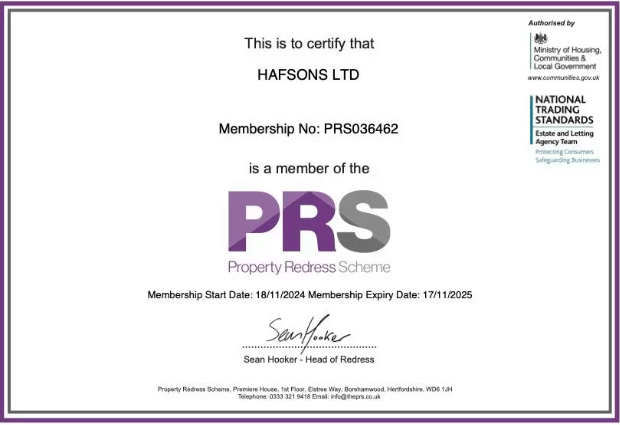 Authorised by
This is to certify that
HAFSONS LTD
Ministry of Housing,
Communities &
Local Government
www.communities.gov.uk
NATIONAL
TRADING
STANDARDS
Estate and Letting
Agency Team
Protecting Consumers
Safeguarding Businesses
Membership No: PRS036462
is a member of the
PRS
Property Redress Scheme
Membership Start Date: 18/11/2024 Membership Expiry Date: 17/11/2025
Sean Hooker
Sean Hooker - Head of Redress
Property Redress Scheme, Premiere House, 1st Floor, Elstree Way, Borehamwood, Hertfordshire, WD6 1JH
Telephone: 0333 321 9418 Email: info@theprs.co.uk